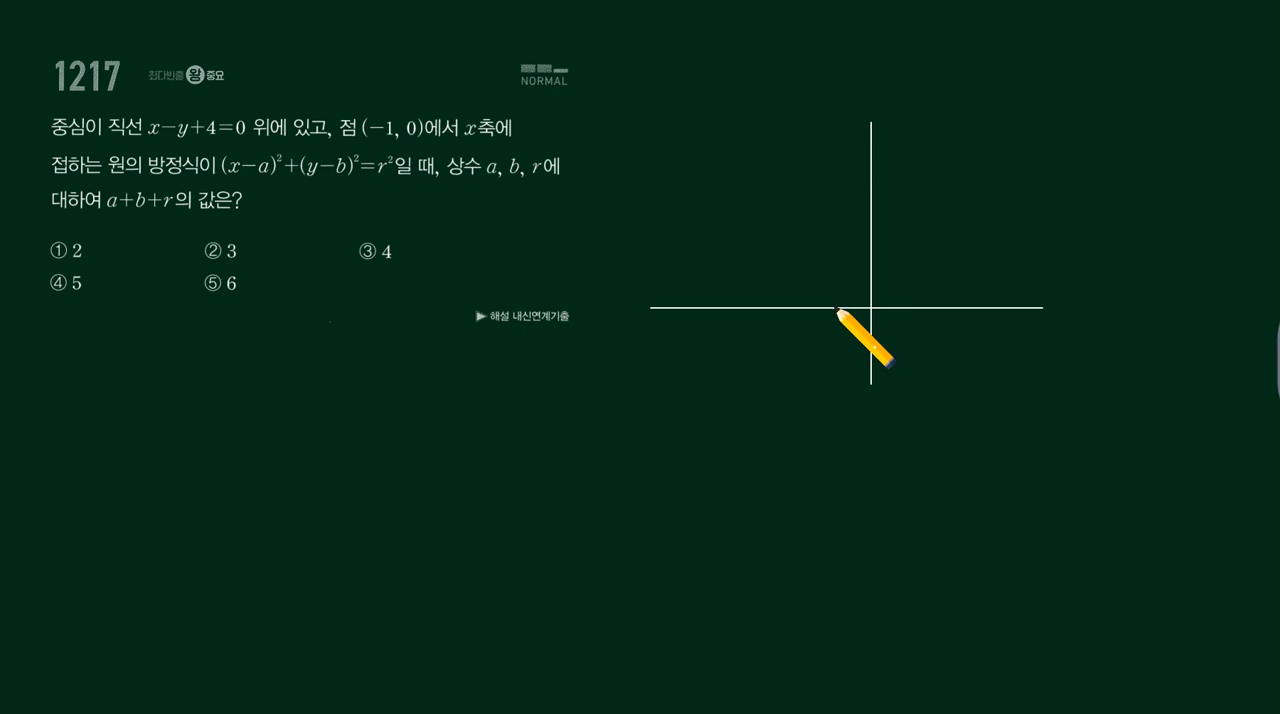 1217 최다빈출 왕 중요
NORMAL
중심이 직선 x−y+4=0 위에 있고, 점 (−1, 0)에서 x축에
접하는 원의 방정식이 (x−a)²+(y−b)²=r²일 때, 상수 a, b, r에
대하여 a+b+r의 값은?
① 2 ② 3 ③ 4
④ 5 ⑤ 6
▶ 해설 내신연계기출